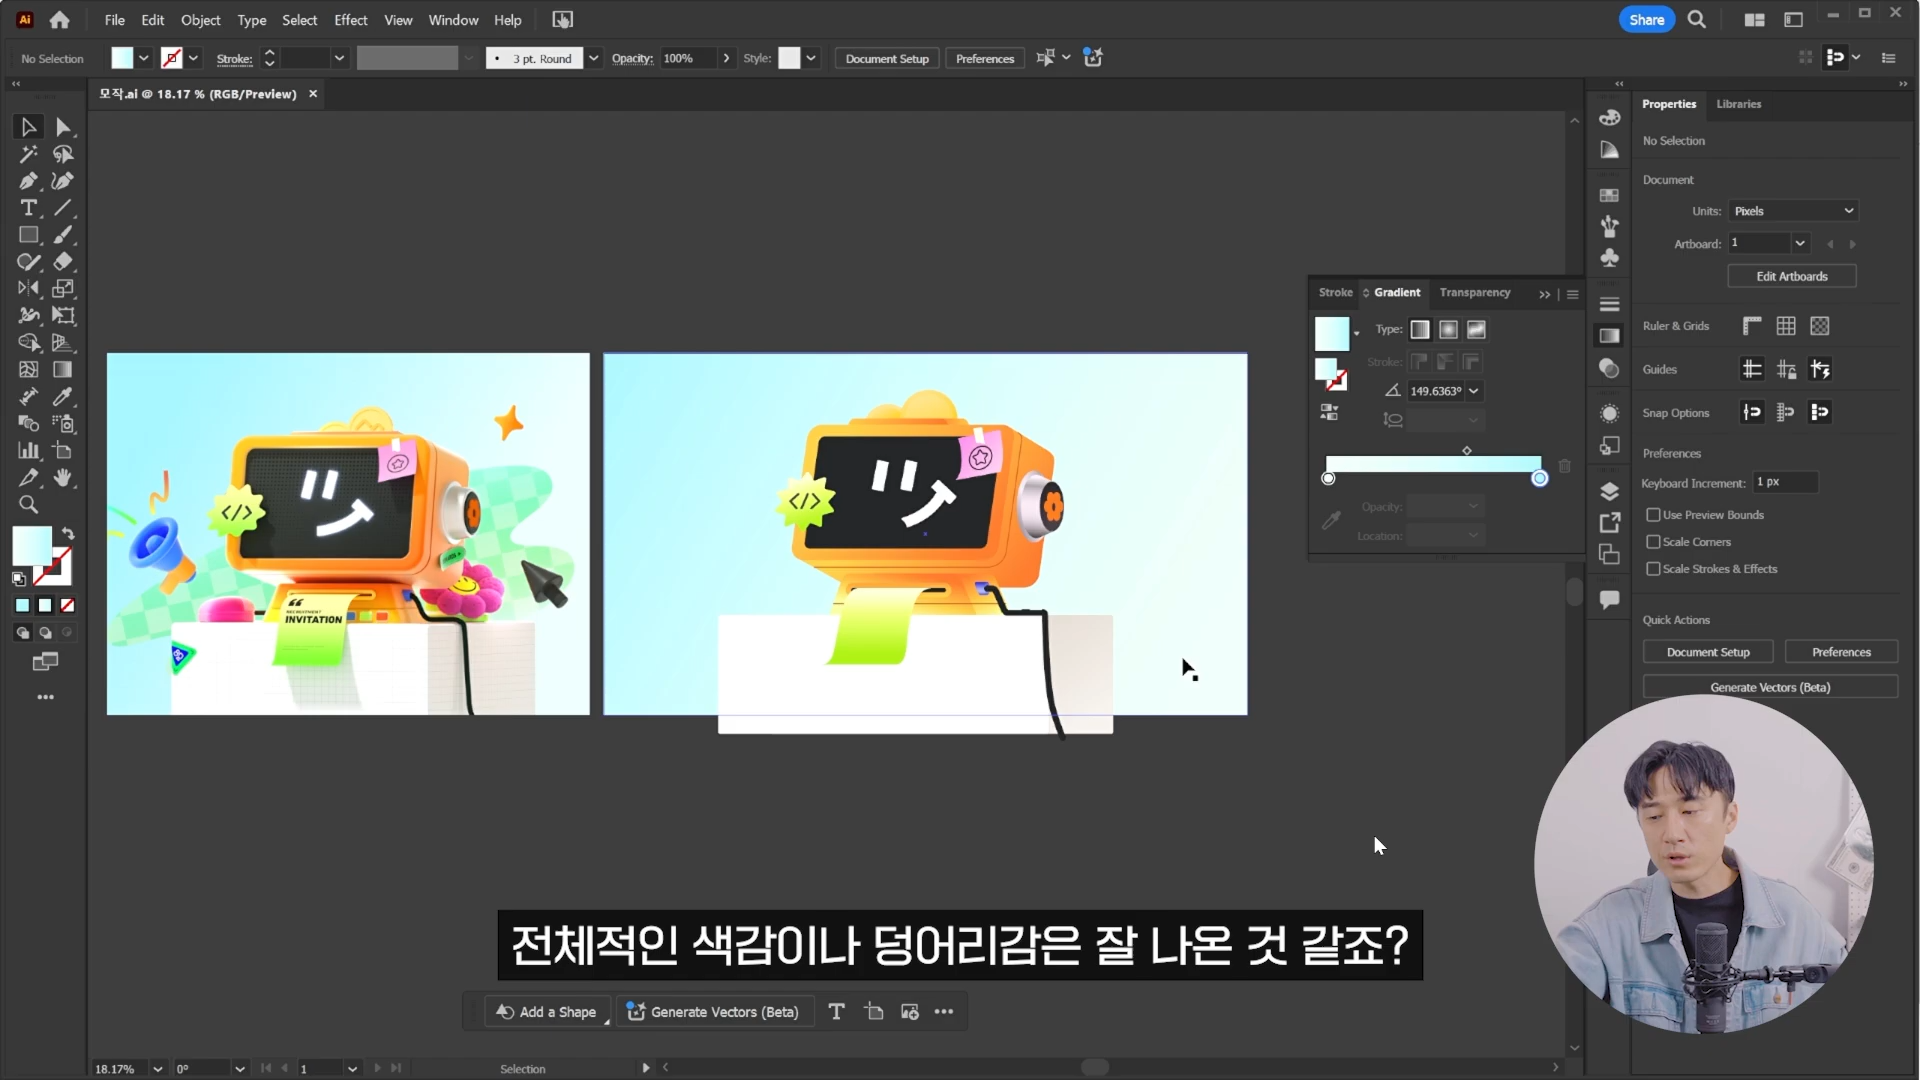 Ai File Edit Object Type Select Effect View Window Help Share
No Selection Stroke: 3 pt. Round Opacity: 100% Style: Document Setup Preferences
모작.ai @ 18.17 % (RGB/Preview) ×
Properties Libraries
No Selection
Document
Units: Pixels
Artboard: 1
Edit Artboards
Stroke Gradient Transparency
Type:
Ruler & Grids
Stroke:
Guides
149.6363°
Snap Options
Preferences
Keyboard Increment: 1 px
Opacity:
Use Preview Bounds
Location:
Scale Corners
Scale Strokes & Effects
</>
</>
RECRUITMENT
INVITATION
Quick Actions
Document Setup Preferences
Generate Vectors (Beta)
전체적인 색감이나 덩어리감은 잘 나온 것 같죠?
Add a Shape Generate Vectors (Beta)
18.17% 0° 1 Selection